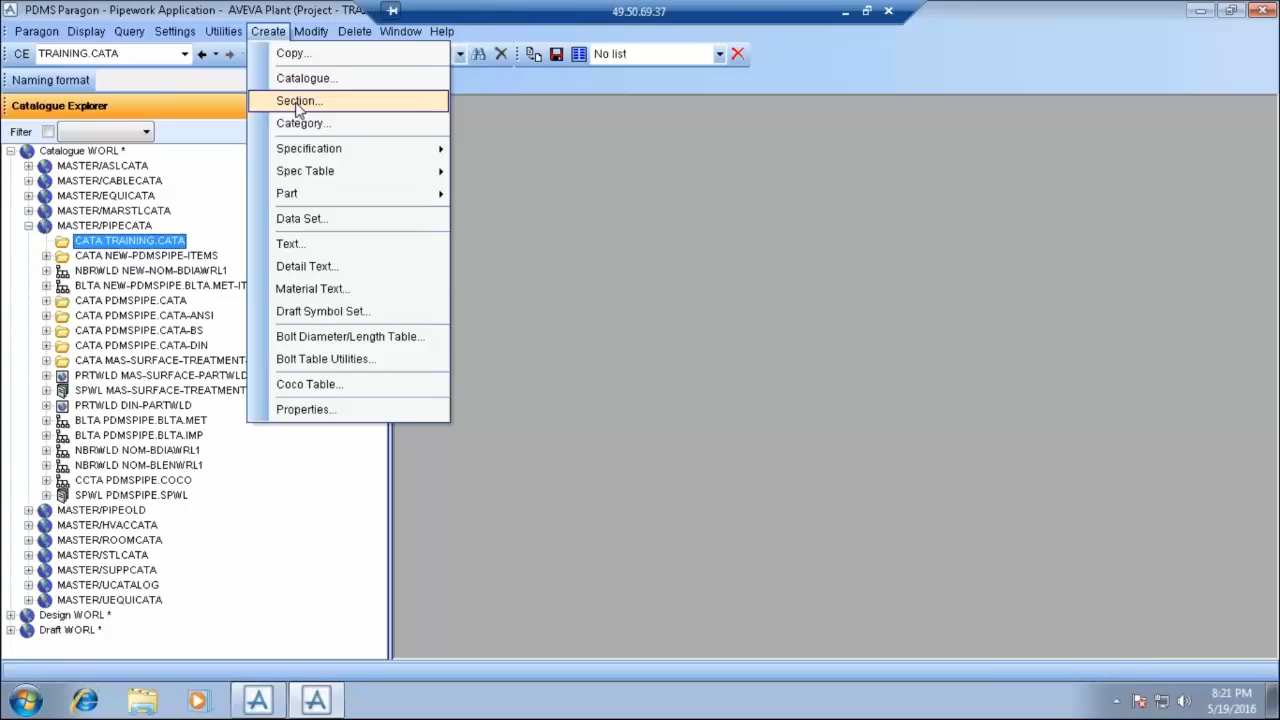 PDMS Paragon - Pipework Application - AVEVA Plant (Project - TRA
49.50.69.37
Paragon Display Query Settings Utilities Create Modify Delete Window Help
CE TRAINING.CATA
No list
Naming format
Catalogue Explorer
Filter
Copy...
Catalogue...
Section...
Category...
Specification
Spec Table
Part
Data Set...
Text...
Detail Text...
Material Text...
Draft Symbol Set...
Bolt Diameter/Length Table...
Bolt Table Utilities...
Coco Table...
Properties...
Catalogue WORL *
MASTER/ASLCATA
MASTER/CABLECATA
MASTER/EQUICATA
MASTER/MARSTLCATA
MASTER/PIPECATA
CATA TRAINING.CATA
CATA NEW-PDMSPIPE-ITEMS
NBRWLD NEW-NOM-BDIAWRL1
BLTA NEW-PDMSPIPE.BLTA.MET-IT
CATA PDMSPIPE.CATA
CATA PDMSPIPE.CATA-ANSI
CATA PDMSPIPE.CATA-BS
CATA PDMSPIPE.CATA-DIN
CATA MAS-SURFACE-TREATMENT-
PRTWLD MAS-SURFACE-PARTWLD
SPWL MAS-SURFACE-TREATMENT
PRTWLD DIN-PARTWLD
BLTA PDMSPIPE.BLTA.MET
BLTA PDMSPIPE.BLTA.IMP
NBRWLD NOM-BDIAWRL1
NBRWLD NOM-BLENWRL1
CCTA PDMSPIPE.COCO
SPWL PDMSPIPE.SPWL
MASTER/PIPEOLD
MASTER/HVACCATA
MASTER/ROOMCATA
MASTER/STLCATA
MASTER/SUPPCATA
MASTER/UCATALOG
MASTER/UEQUICATA
Design WORL *
Draft WORL *
8:21 PM
5/19/2016